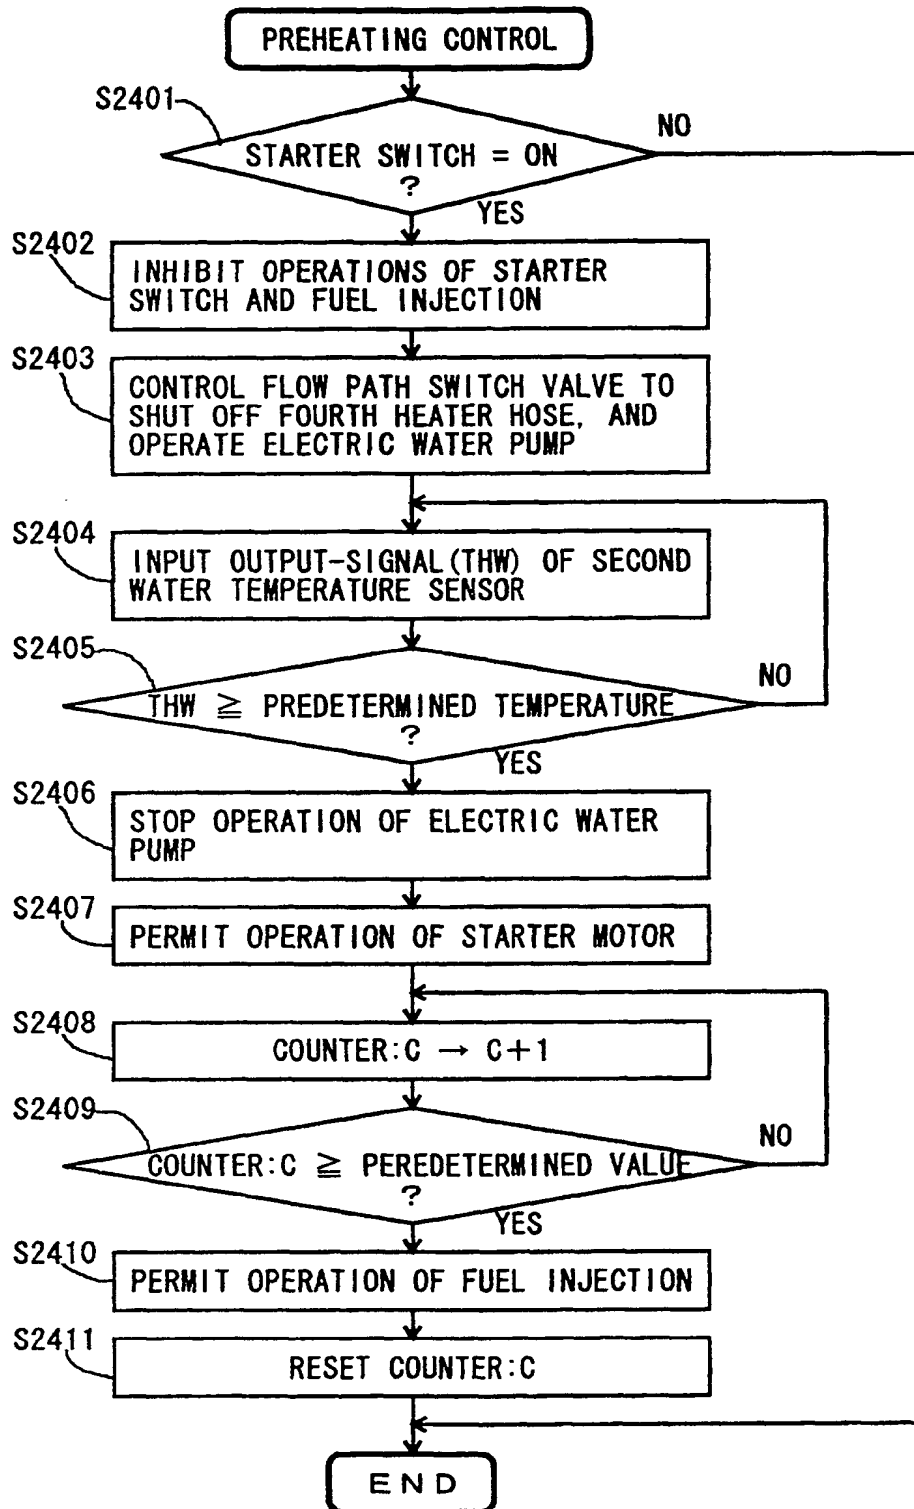 PREHEATING CONTROL
S2401
NO
STARTER SWITCH = ON
?
YES
S2402
INHIBIT OPERATIONS OF STARTER
SWITCH AND FUEL INJECTION
S2403
CONTROL FLOW PATH SWITCH VALVE TO
SHUT OFF FOURTH HEATER HOSE, AND
OPERATE ELECTRIC WATER PUMP
S2404
INPUT OUTPUT-SIGNAL(THW) OF SECOND
WATER TEMPERATURE SENSOR
S2405
NO
THW ≧ PREDETERMINED TEMPERATURE
?
YES
S2406
STOP OPERATION OF ELECTRIC WATER
PUMP
S2407
PERMIT OPERATION OF STARTER MOTOR
S2408
COUNTER:C → C+1
S2409
NO
COUNTER:C ≧ PEREDETERMINED VALUE
?
YES
S2410
PERMIT OPERATION OF FUEL INJECTION
S2411
RESET COUNTER:C
END